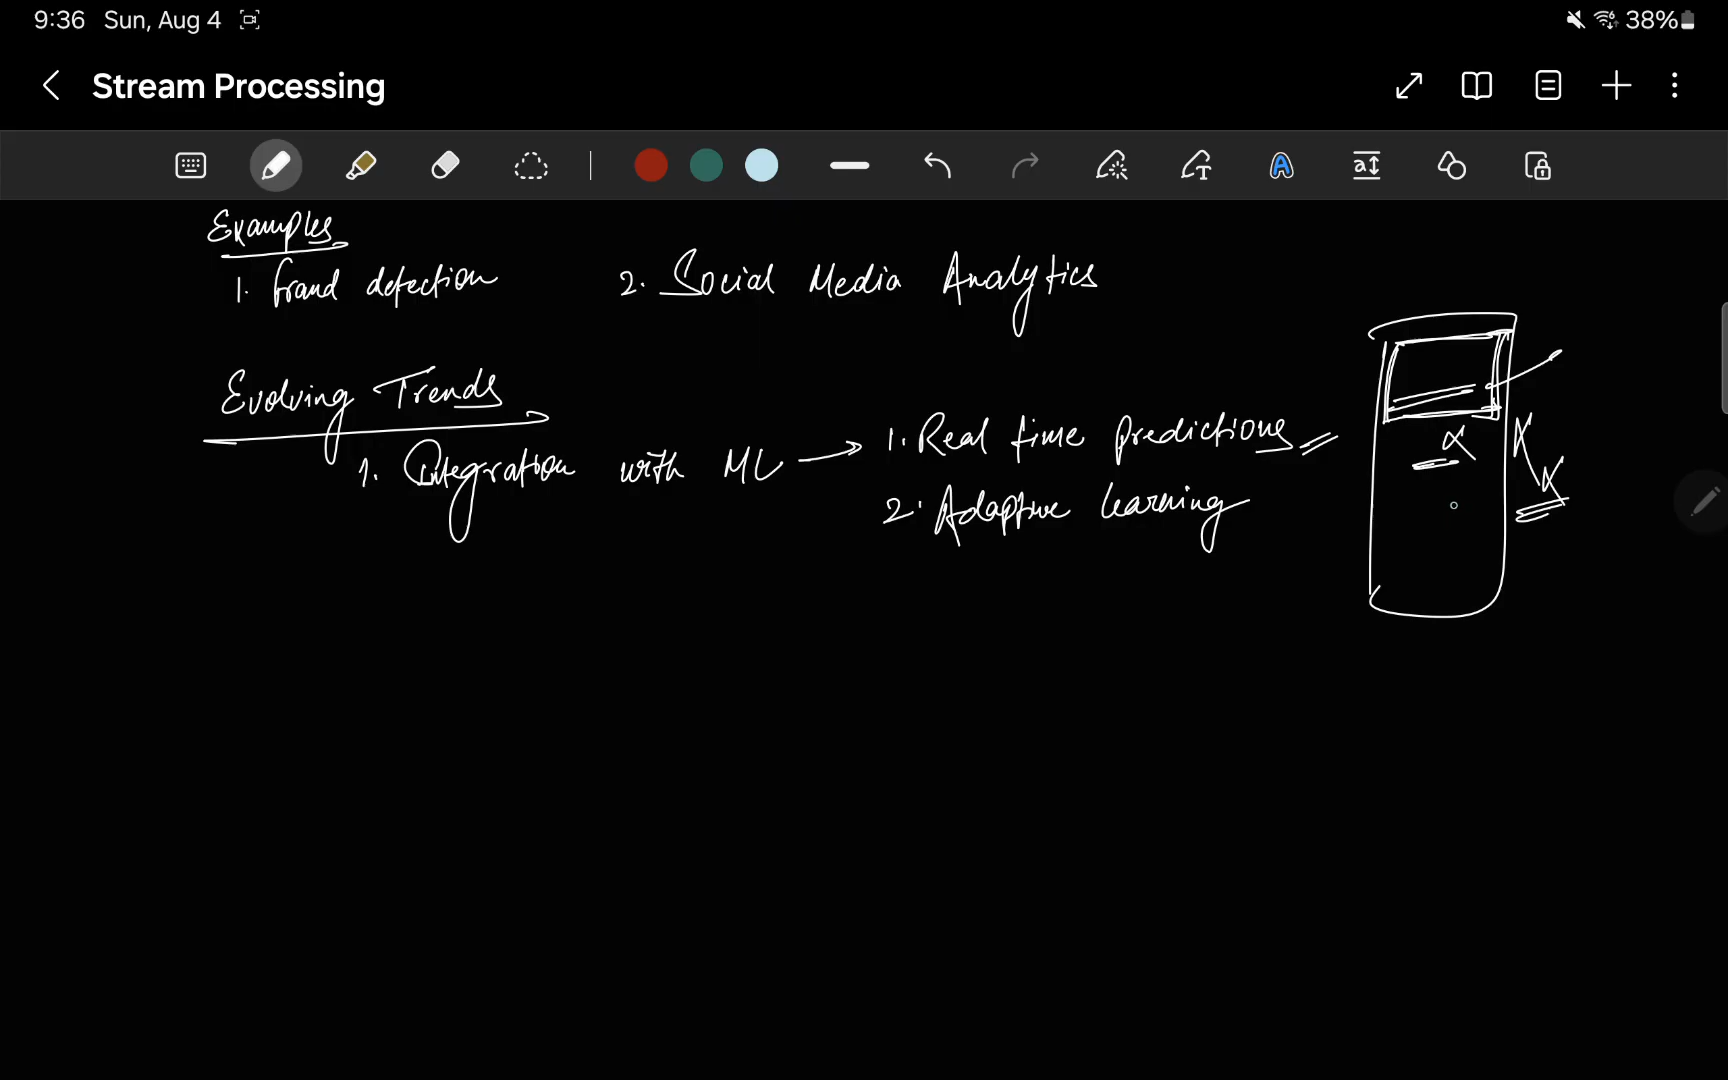 9:36 Sun, Aug 4 38%
Stream Processing
Examples
1. fraud detection 2. Social Media Analytics
Evolving Trends
1. Integration with ML → 1. Real time predictions
2. Adaptive learning